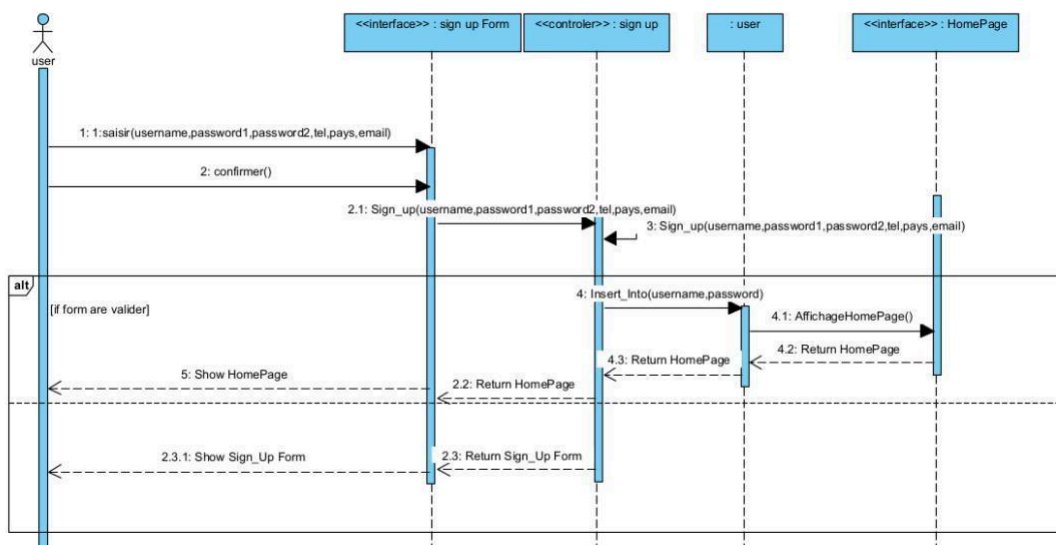 <<interface>> : sign up Form
<<controler>> : sign up
: user
<<interface>> : HomePage
user
1: 1:saisir(username,password1,password2,tel,pays,email)
2: confirmer()
2.1: Sign_up(username,password1,password2,tel,pays,email)
3: Sign_up(username,password1,password2,tel,pays,email)
alt
[if form are valider]
4: Insert_Into(username,password)
4.1: AffichageHomePage()
4.2: Return HomePage
4.3: Return HomePage
5: Show HomePage
2.2: Return HomePage
2.3: Return Sign_Up Form
2.3.1: Show Sign_Up Form